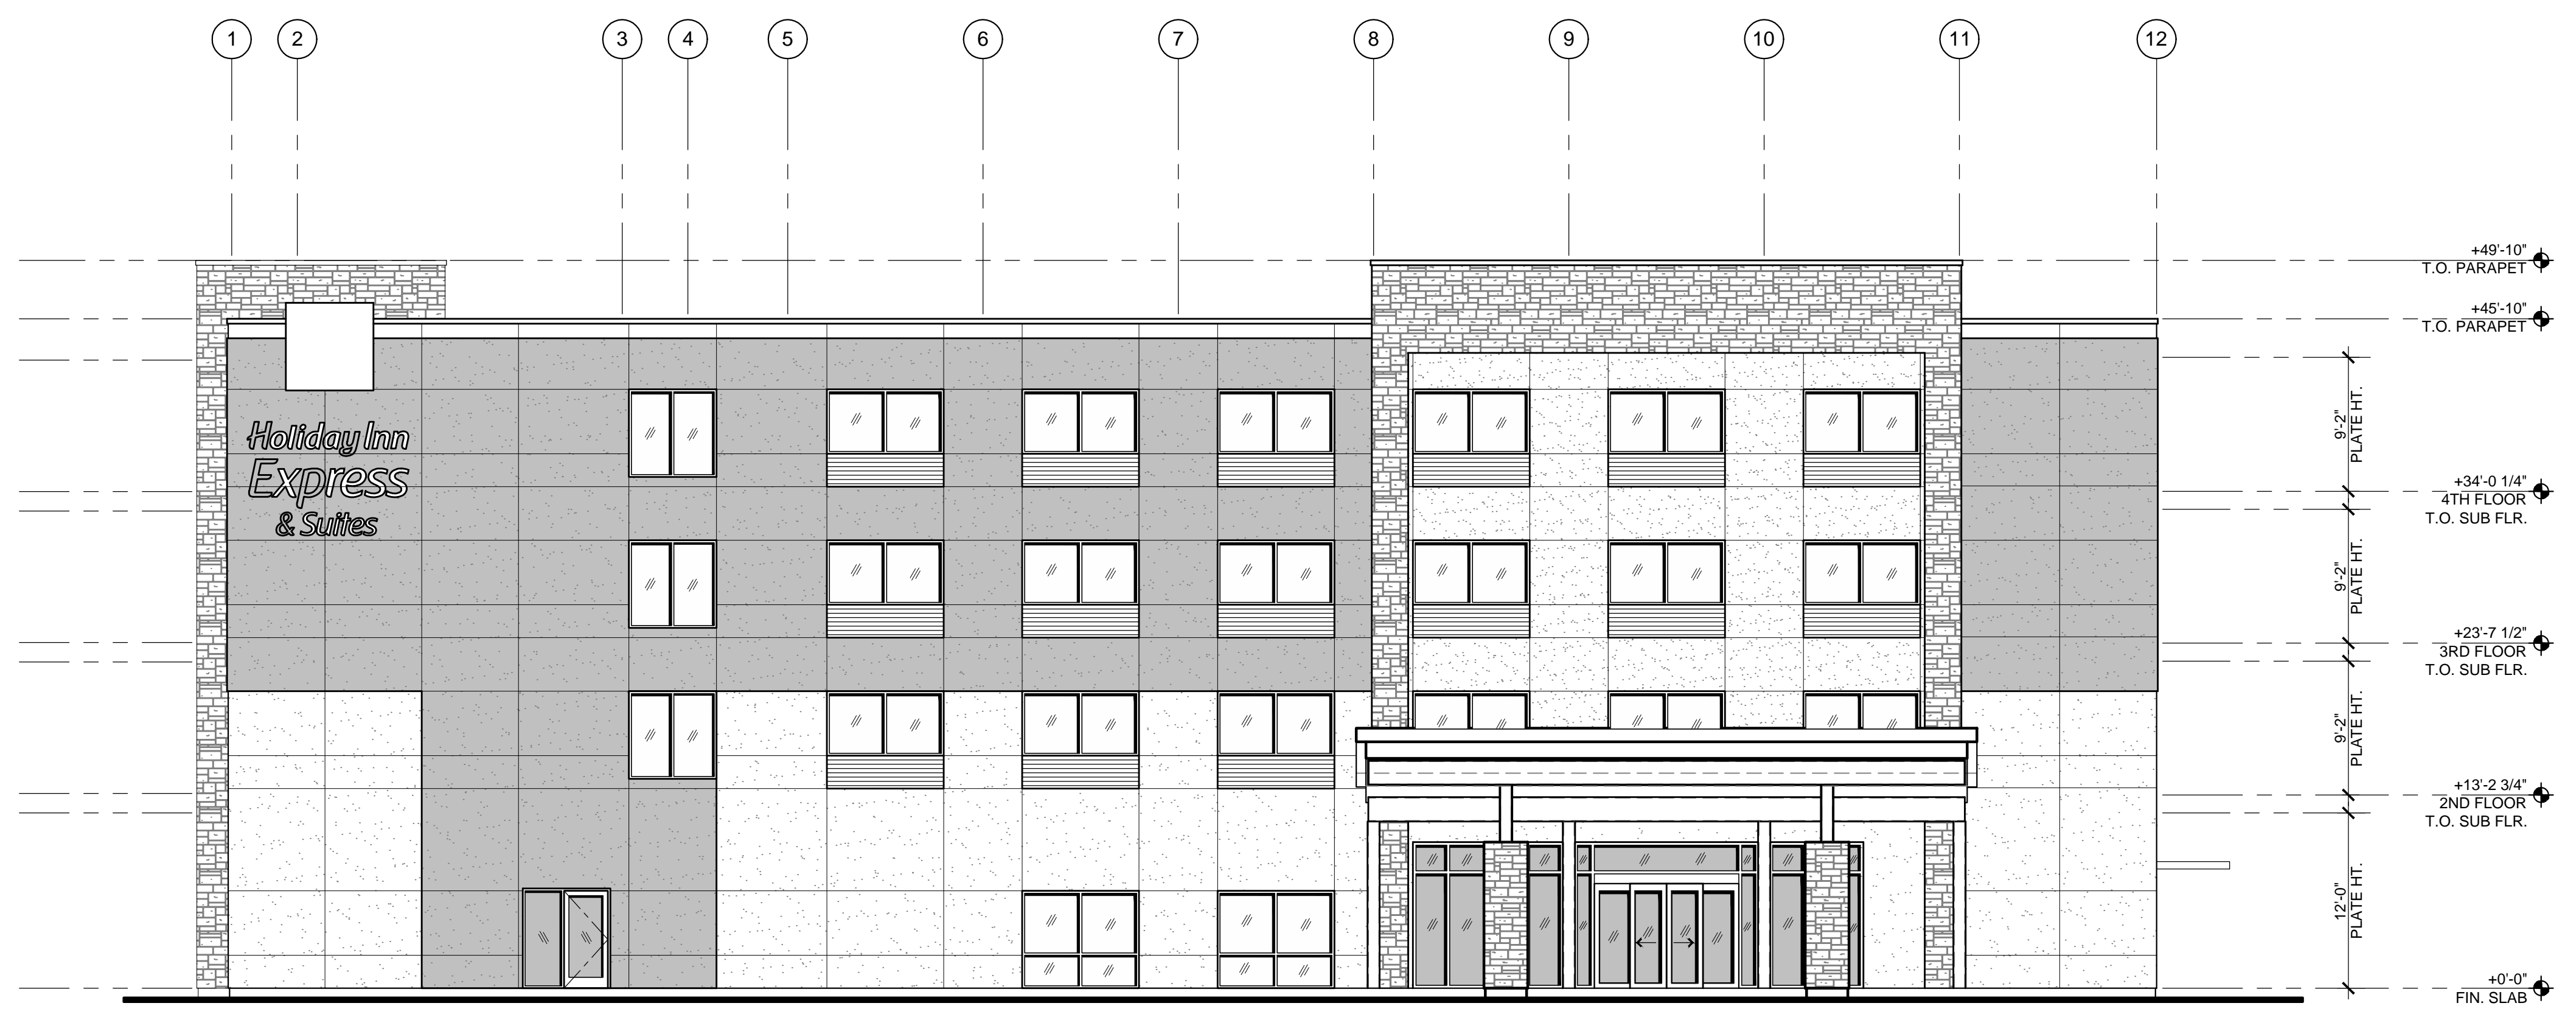 1 2 3 4 5 6 7 8 9 10 11 12
+49'-10"
T.O. PARAPET
+45'-10"
T.O. PARAPET
9'-2"
PLATE HT.
Holiday Inn
Express
& Suites
+34'-0 1/4"
4TH FLOOR
T.O. SUB FLR.
9'-2"
PLATE HT.
+23'-7 1/2"
3RD FLOOR
T.O. SUB FLR.
9'-2"
PLATE HT.
+13'-2 3/4"
2ND FLOOR
T.O. SUB FLR.
12'-0"
PLATE HT.
+0'-0"
FIN. SLAB